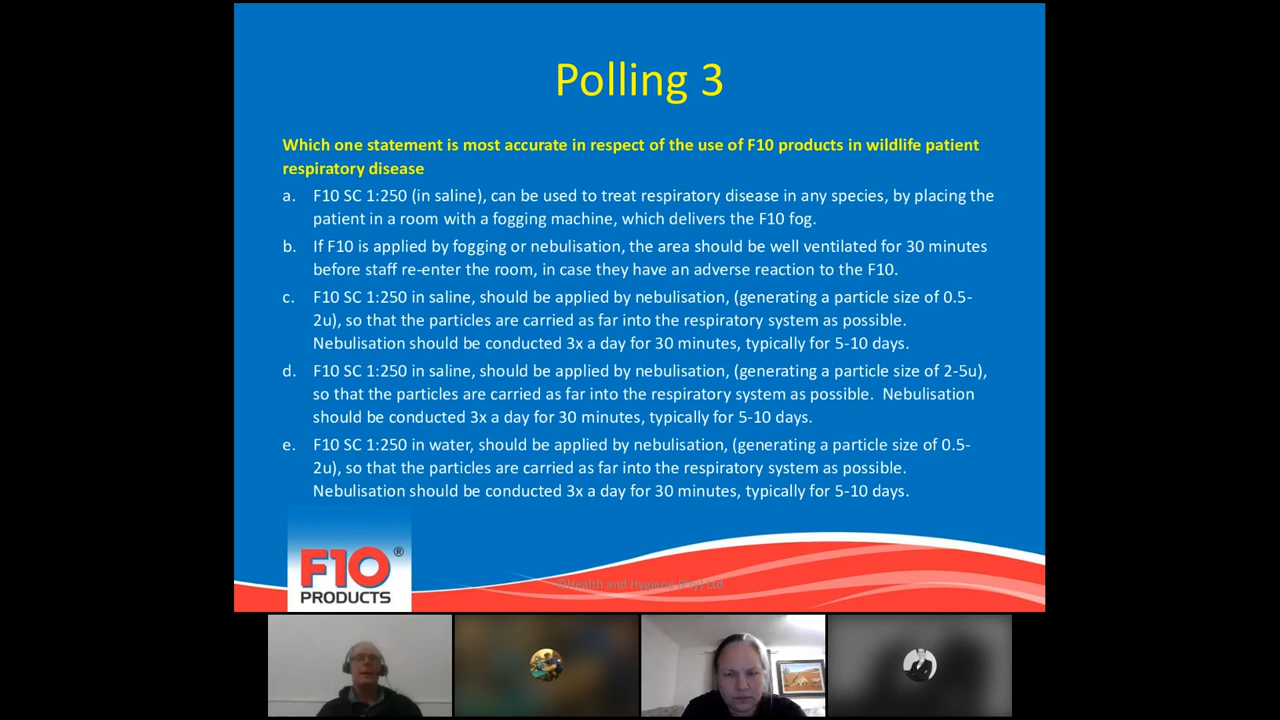 Polling 3
Which one statement is most accurate in respect of the use of F10 products in wildlife patient
respiratory disease
a. F10 SC 1:250 (in saline), can be used to treat respiratory disease in any species, by placing the
patient in a room with a fogging machine, which delivers the F10 fog.
b. If F10 is applied by fogging or nebulisation, the area should be well ventilated for 30 minutes
before staff re-enter the room, in case they have an adverse reaction to the F10.
c. F10 SC 1:250 in saline, should be applied by nebulisation, (generating a particle size of 0.5-
2u), so that the particles are carried as far into the respiratory system as possible.
Nebulisation should be conducted 3x a day for 30 minutes, typically for 5-10 days.
d. F10 SC 1:250 in saline, should be applied by nebulisation, (generating a particle size of 2-5u),
so that the particles are carried as far into the respiratory system as possible. Nebulisation
should be conducted 3x a day for 30 minutes, typically for 5-10 days.
e. F10 SC 1:250 in water, should be applied by nebulisation, (generating a particle size of 0.5-
2u), so that the particles are carried as far into the respiratory system as possible.
Nebulisation should be conducted 3x a day for 30 minutes, typically for 5-10 days.
F10®
PRODUCTS
©Health and Hygiene (Pty) Ltd